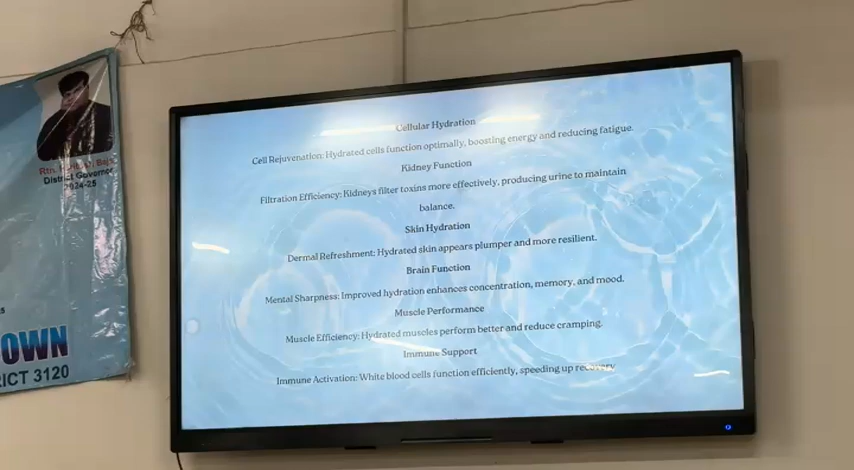 Rtn.
District Governor
2024-25
OWN
ICT 3120
Cellular Hydration
Cell Rejuvenation: Hydrated cells function optimally, boosting energy and reducing fatigue.
Kidney Function
Filtration Efficiency: Kidneys filter toxins more effectively, producing urine to maintain
balance.
Skin Hydration
Dermal Refreshment: Hydrated skin appears plumper and more resilient.
Brain Function
Mental Sharpness: Improved hydration enhances concentration, memory, and mood.
Muscle Performance
Muscle Efficiency: Hydrated muscles perform better and reduce cramping.
Immune Support
Immune Activation: White blood cells function efficiently, speeding up recovery